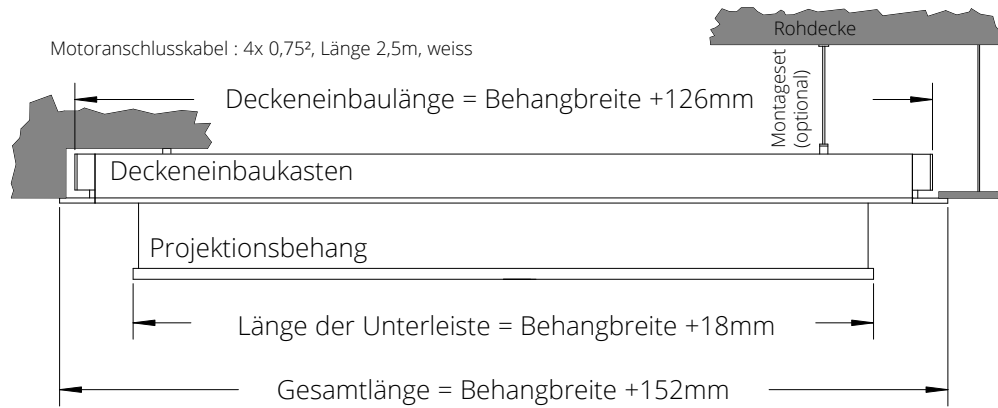 Rohdecke
Motoranschlusskabel : 4x 0,75², Länge 2,5m, weiss
Deckeneinbaulänge = Behangbreite +126mm
Montageset
(optional)
Deckeneinbaukasten
Projektionsbehang
Länge der Unterleiste = Behangbreite +18mm
Gesamtlänge = Behangbreite +152mm